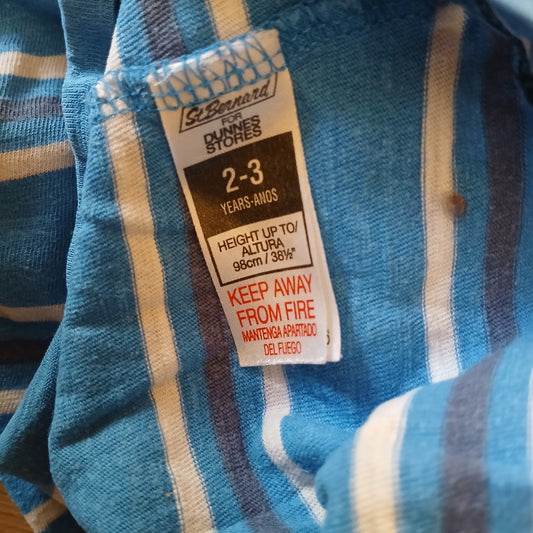 St Bernard
FOR
DUNNES
STORES
2-3
YEARS-ANOS
HEIGHT UP TO/
ALTURA
98cm / 38½"
KEEP AWAY
FROM FIRE
MANTENGA APARTADO
DEL FUEGO